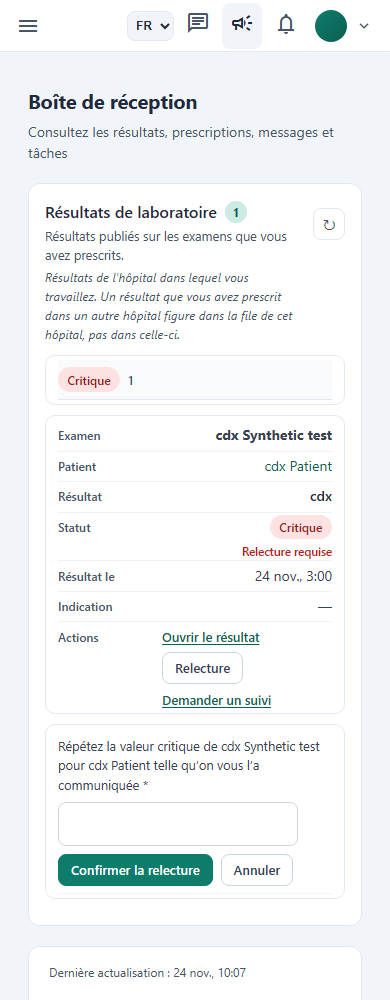 FR
Boîte de réception
Consultez les résultats, prescriptions, messages et
tâches
Résultats de laboratoire 1
Résultats publiés sur les examens que vous
avez prescrits.
Résultats de l'hôpital dans lequel vous
travaillez. Un résultat que vous avez prescrit
dans un autre hôpital figure dans la file de cet
hôpital, pas dans celle-ci.
Critique 1
Examen cdx Synthetic test
Patient cdx Patient
Résultat cdx
Statut Critique
Relecture requise
Résultat le 24 nov., 3:00
Indication —
Actions Ouvrir le résultat
Relecture
Demander un suivi
Répétez la valeur critique de cdx Synthetic test
pour cdx Patient telle qu’on vous l’a
communiquée *
Confirmer la relecture Annuler
Dernière actualisation : 24 nov., 10:07